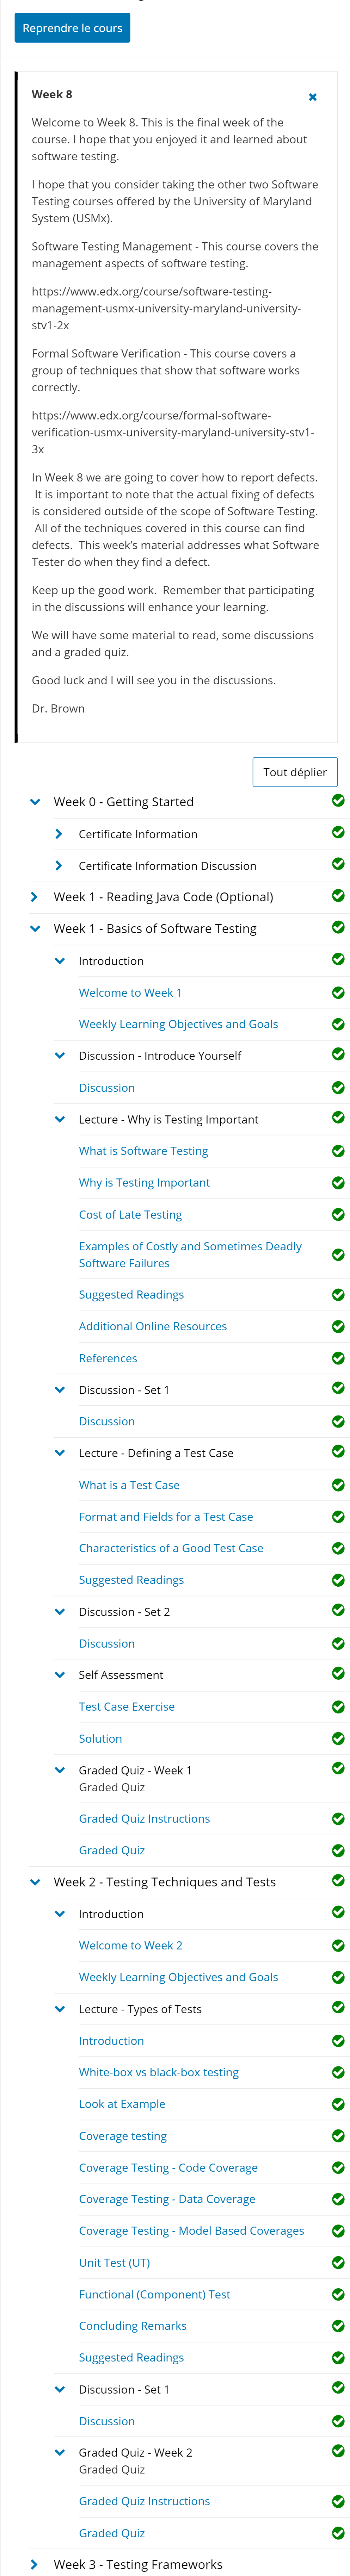 Reprendre le cours
Week 8
Welcome to Week 8. This is the final week of the
course. I hope that you enjoyed it and learned about
software testing.
I hope that you consider taking the other two Software
Testing courses offered by the University of Maryland
System (USMx).
Software Testing Management - This course covers the
management aspects of software testing.
https://www.edx.org/course/software-testing-
management-usmx-university-maryland-university-
stv1-2x
Formal Software Verification - This course covers a
group of techniques that show that software works
correctly.
https://www.edx.org/course/formal-software-
verification-usmx-university-maryland-university-stv1-
3x
In Week 8 we are going to cover how to report defects.
It is important to note that the actual fixing of defects
is considered outside of the scope of Software Testing.
All of the techniques covered in this course can find
defects.  This week's material addresses what Software
Tester do when they find a defect.
Keep up the good work.  Remember that participating
in the discussions will enhance your learning.
We will have some material to read, some discussions
and a graded quiz.
Good luck and I will see you in the discussions.
Dr. Brown
Tout déplier
Week 0 - Getting Started
Certificate Information
Certificate Information Discussion
Week 1 - Reading Java Code (Optional)
Week 1 - Basics of Software Testing
Introduction
Welcome to Week 1
Weekly Learning Objectives and Goals
Discussion - Introduce Yourself
Discussion
Lecture - Why is Testing Important
What is Software Testing
Why is Testing Important
Cost of Late Testing
Examples of Costly and Sometimes Deadly
Software Failures
Suggested Readings
Additional Online Resources
References
Discussion - Set 1
Discussion
Lecture - Defining a Test Case
What is a Test Case
Format and Fields for a Test Case
Characteristics of a Good Test Case
Suggested Readings
Discussion - Set 2
Discussion
Self Assessment
Test Case Exercise
Solution
Graded Quiz - Week 1
Graded Quiz
Graded Quiz Instructions
Graded Quiz
Week 2 - Testing Techniques and Tests
Introduction
Welcome to Week 2
Weekly Learning Objectives and Goals
Lecture - Types of Tests
Introduction
White-box vs black-box testing
Look at Example
Coverage testing
Coverage Testing - Code Coverage
Coverage Testing - Data Coverage
Coverage Testing - Model Based Coverages
Unit Test (UT)
Functional (Component) Test
Concluding Remarks
Suggested Readings
Discussion - Set 1
Discussion
Graded Quiz - Week 2
Graded Quiz
Graded Quiz Instructions
Graded Quiz
Week 3 - Testing Frameworks